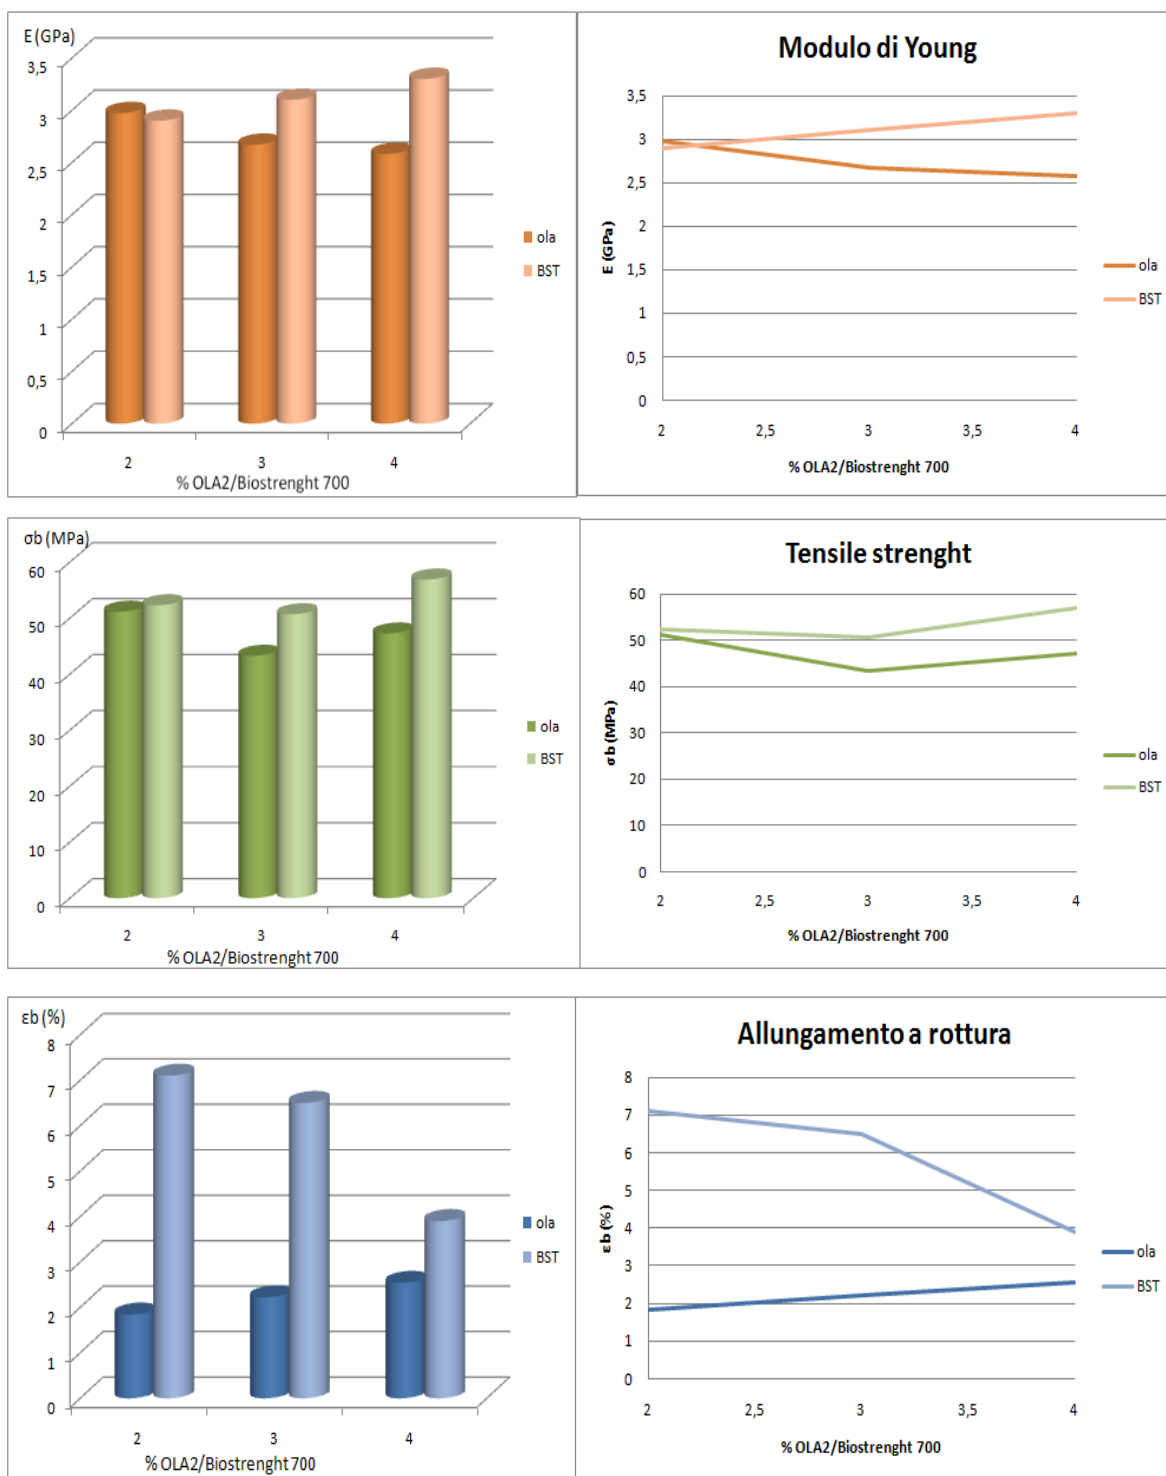 E (GPa)
3,5
3
2,5
2
1,5
1
0,5
0
2
3
4
% OLA2/Biostrenght 700
ola
BST
Modulo di Young
3,5
3
2,5
2
1,5
1
0,5
0
E (GPa)
2
2,5
3
3,5
4
% OLA2/Biostrenght 700
ola
BST
σb (MPa)
60
50
40
30
20
10
0
2
3
4
% OLA2/Biostrenght 700
ola
BST
Tensile strenght
60
50
40
30
20
10
0
σb (MPa)
2
2,5
3
3,5
4
% OLA2/Biostrenght 700
ola
BST
εb (%)
8
7
6
5
4
3
2
1
0
2
3
4
% OLA2/Biostrenght 700
ola
BST
Allungamento a rottura
8
7
6
5
4
3
2
1
0
εb (%)
2
2,5
3
3,5
4
% OLA2/Biostrenght 700
ola
BST